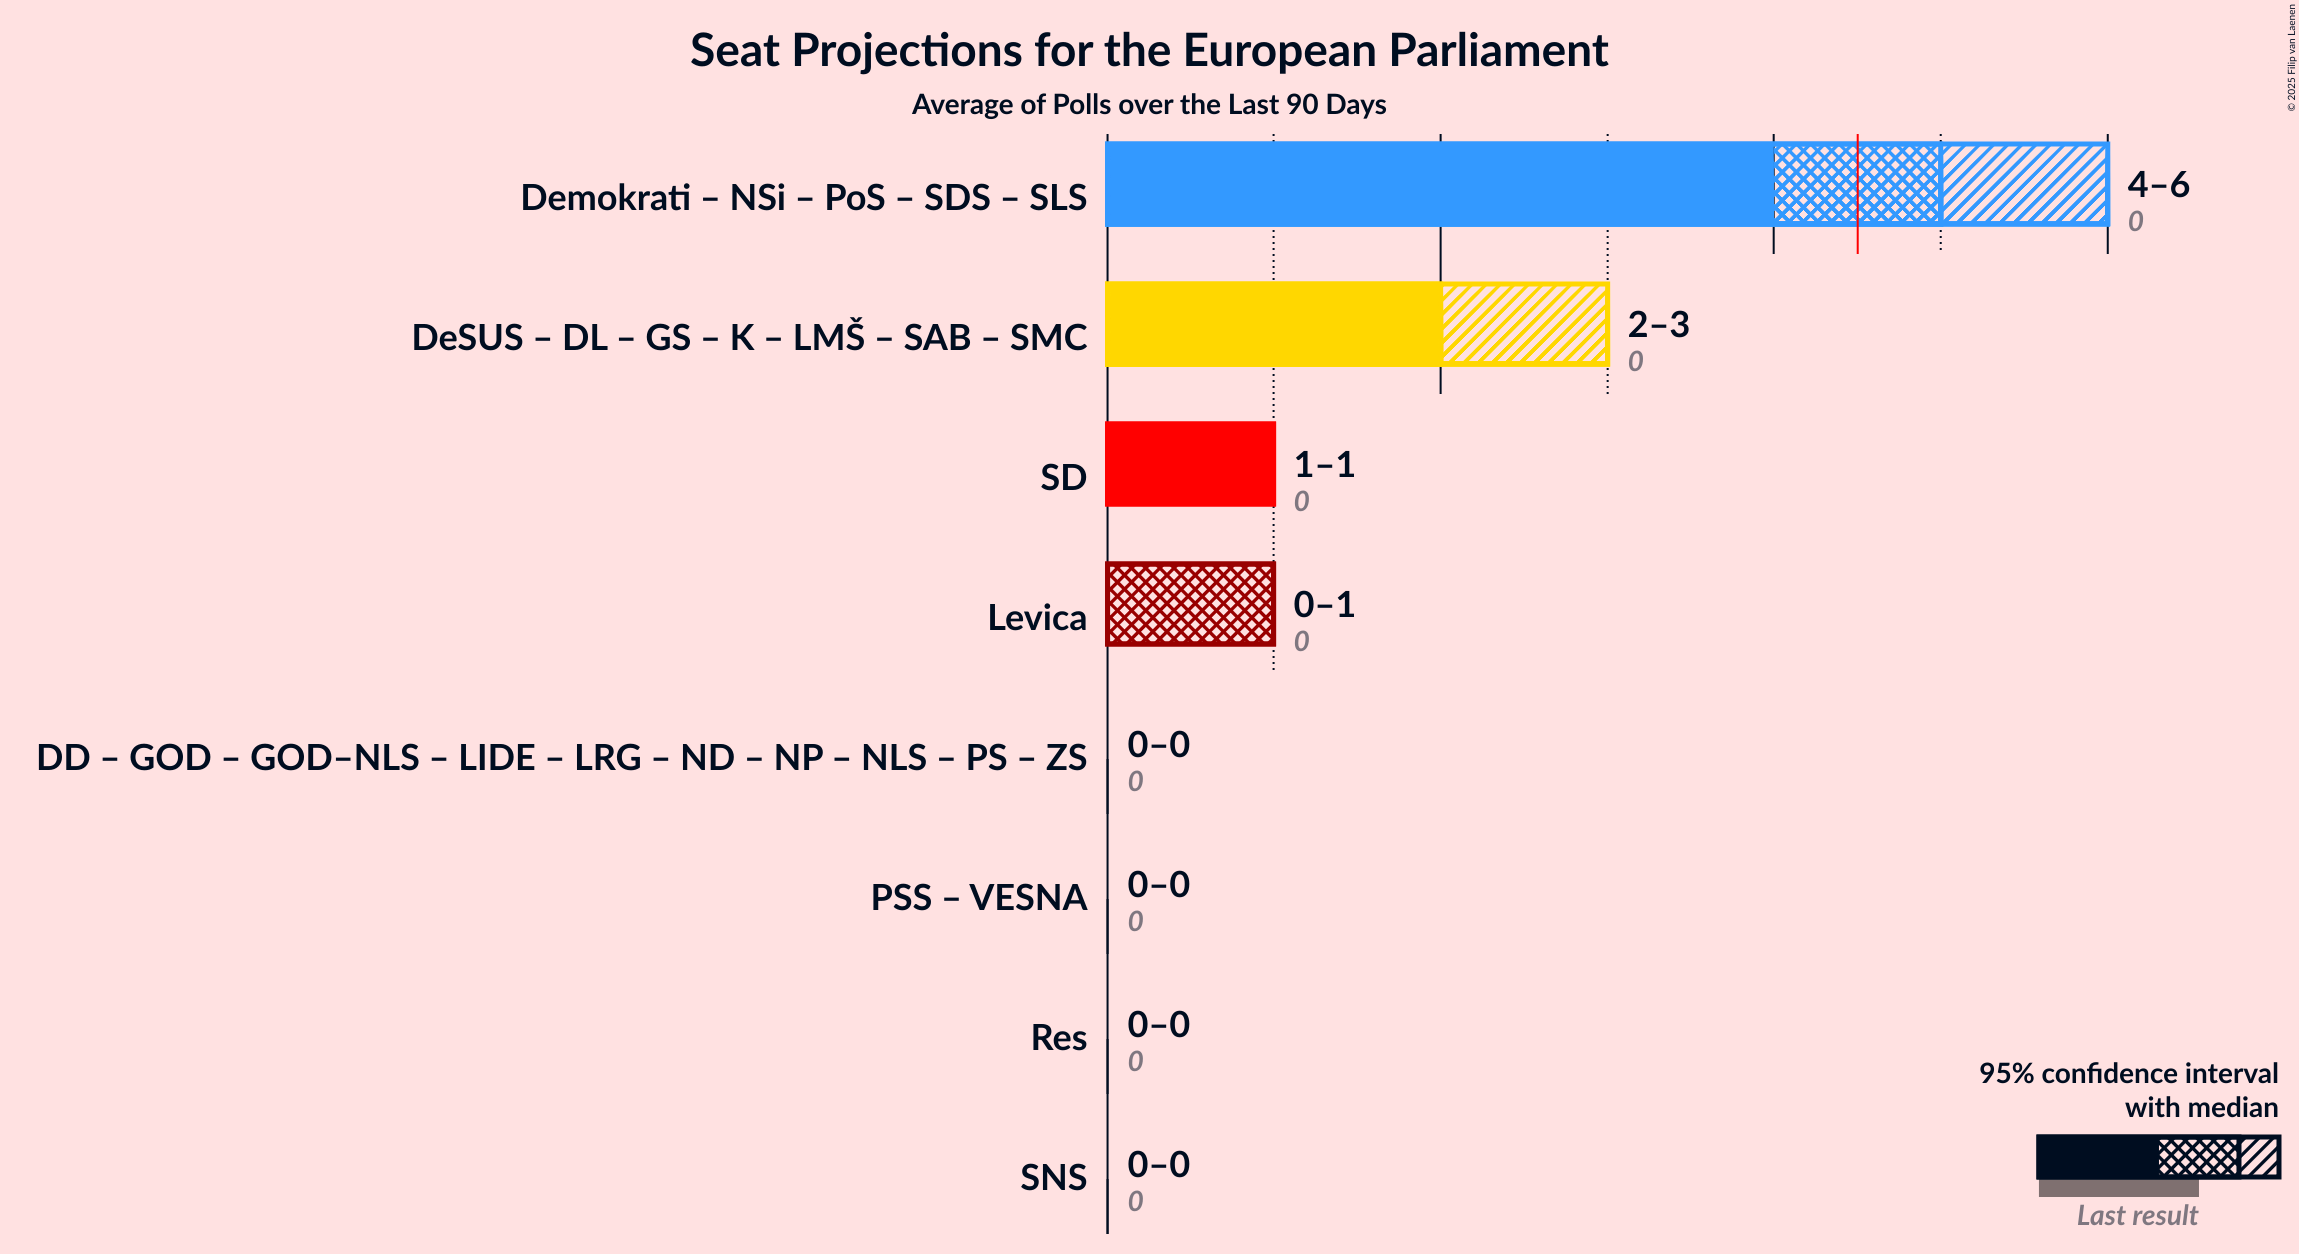 Seat Projections for the European Parliament
Average of Polls over the Last 90 Days
© 2025 Filip van Laenen
Demokrati – NSi – PoS – SDS – SLS
4–6
0
DeSUS – DL – GS – K – LMŠ – SAB – SMC
2–3
0
SD
1–1
0
Levica
0–1
0
DD – GOD – GOD–NLS – LIDE – LRG – ND – NP – NLS – PS – ZS
0–0
0
PSS – VESNA
0–0
0
Res
0–0
0
SNS
0–0
0
95% confidence interval
with median
Last result